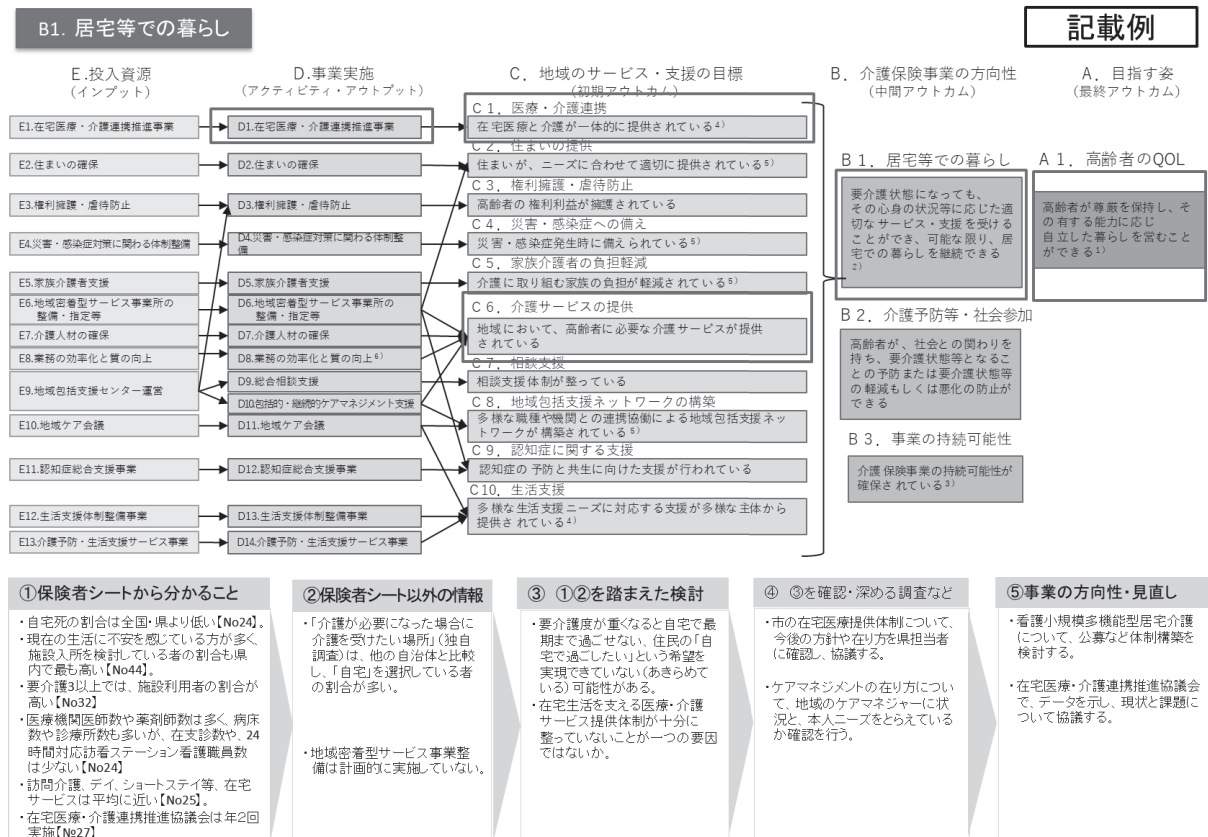 B1. 居宅等での暮らし
記載例
E.投入資源
(インプット)
D.事業実施
(アクティビティ・アウトプット)
C．地域のサービス・支援の目標
(初期アウトカム)
B．介護保険事業の方向性
(中間アウトカム)
A．目指す姿
(最終アウトカム)
E1.在宅医療・介護連携推進事業
E2.住まいの確保
E3.権利擁護・虐待防止
E4.災害・感染症対策に関わる体制整備
E5.家族介護者支援
E6.地域密着型サービス事業所の
整備・指定等
E7.介護人材の確保
E8.業務の効率化と質の向上
E9.地域包括支援センター運営
E10.地域ケア会議
E11.認知症総合支援事業
E12.生活支援体制整備事業
E13.介護予防・生活支援サービス事業
D1.在宅医療・介護連携推進事業
D2.住まいの確保
D3.権利擁護・虐待防止
D4.災害・感染症対策に関わる体制整
備
D5.家族介護者支援
D6.地域密着型サービス事業所の
整備・指定等
D7.介護人材の確保
D8.業務の効率化と質の向上6)
D9.総合相談支援
D10.包括的・継続的ケアマネジメント支援
D11.地域ケア会議
D12.認知症総合支援事業
D13.生活支援体制整備事業
D14.介護予防・生活支援サービス事業
C1．医療・介護連携
在宅医療と介護が一体的に提供されている4)
C2．住まいの提供
住まいが、ニーズに合わせて適切に提供されている5)
C3．権利擁護・虐待防止
高齢者の権利利益が擁護されている
C4．災害・感染症への備え
災害・感染症発生時に備えられている5)
C5．家族介護者の負担軽減
介護に取り組む家族の負担が軽減されている5)
C6．介護サービスの提供
地域において、高齢者に必要な介護サービスが提供
されている
C7．相談支援
相談支援体制が整っている
C8．地域包括支援ネットワークの構築
多様な職種や機関との連携協働による地域包括支援ネッ
トワークが構築されている5)
C9．認知症に関する支援
認知症の予防と共生に向けた支援が行われている
C10．生活支援
多様な生活支援ニーズに対応する支援が多様な主体から
提供されている4)
B1．居宅等での暮らし
要介護状態になっても、
その心身の状況等に応じた適
切なサービス・支援を受ける
ことができ、可能な限り、居
宅での暮らしを継続できる
2)
B2．介護予防等・社会参加
高齢者が、社会との関わりを
持ち、要介護状態等となるこ
との予防または要介護状態等
の軽減もしくは悪化の防止が
できる
B3．事業の持続可能性
介護保険事業の持続可能性が
確保されている3)
A1．高齢者のQOL
高齢者が尊厳を保持し、そ
の有する能力に応じ
自立した暮らしを営むこと
ができる1)
①保険者シートから分かること
・自宅死の割合は全国・県より低い【No24】。
・現在の生活に不安を感じている方が多く、
施設入所を検討している者の割合も県
内で最も高い【No44】。
・要介護3以上では、施設利用者の割合が
高い【No32】
・医療機関医師数や薬剤師数は多く、病床
数や診療所数も多いが、在支診数や、24
時間対応訪看ステーション看護職員数
は少ない【No24】
・訪問介護、デイ、ショートステイ等、在宅
サービスは平均に近い【No25】。
・在宅医療・介護連携推進協議会は年2回
実施【No27】
②保険者シート以外の情報
・「介護が必要になった場合に
介護を受けたい場所」(独自
調査)は、他の自治体と比較
し、「自宅」を選択している者
の割合が多い。
・地域密着型サービス事業整
備は計画的に実施していない。
③ ①②を踏まえた検討
・要介護度が重くなると自宅で最
期まで過ごせない、住民の「自
宅で過ごしたい」という希望を
実現できていない(あきらめて
いる)可能性がある。
・在宅生活を支える医療・介護
サービス提供体制が十分に
整っていないことが一つの要因
ではないか。
④ ③を確認・深める調査など
・市の在宅医療提供体制について、
今後の方針や在り方を県担当者
に確認し、協議する。
・ケアマネジメントの在り方につい
て、地域のケアマネジャーに状
況と、本人ニーズをとらえている
か確認を行う。
⑤事業の方向性・見直し
・看護小規模多機能型居宅介護
について、公募など体制構築を
検討する。
・在宅医療・介護連携推進協議会
で、データを示し、現状と課題に
ついて協議する。